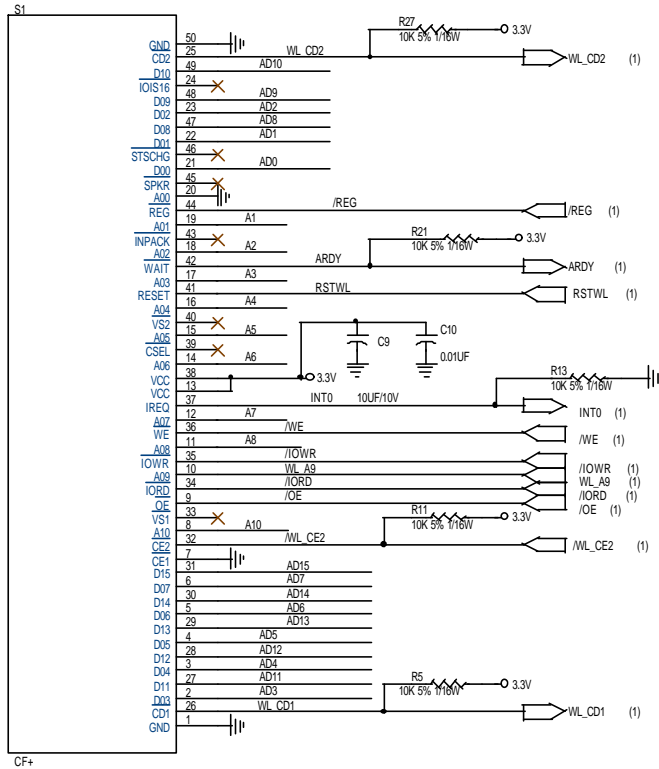 S1
R27
10K 5% 1/16W
3.3V
GND 50
CD2 25 WL_CD2 WL_CD2 (1)
D10 49 AD10
IOIS16 24
D09 48 AD9
D02 23 AD2
D08 47 AD8
D01 22 AD1
STSCHG 46
D00 21 AD0
SPKR 45
A00 20
REG 44 /REG /REG (1)
A01 19 A1
INPACK 43
R21
10K 5% 1/16W
3.3V
A02 18 A2
WAIT 42 ARDY ARDY (1)
A03 17 A3
RESET 41 RSTWL RSTWL (1)
A04 16 A4
VS2 40
A05 15 A5
CSEL 39
C9
C10
0.01UF
A06 14 A6
VCC 38 3.3V
VCC 13
R13
10K 5% 1/16W
IREQ 37 INT0 10UF/10V INT0 (1)
A07 12 A7
WE 36 /WE /WE (1)
A08 11 A8
IOWR 35 /IOWR /IOWR (1)
A09 10 WL_A9 WL_A9 (1)
IORD 34 /IORD /IORD (1)
OE 9 /OE /OE (1)
VS1 33
R11
10K 5% 1/16W
3.3V
A10 8 A10
CE2 32 /WL_CE2 /WL_CE2 (1)
CE1 7
D15 31 AD15
D07 6 AD7
D14 30 AD14
D06 5 AD6
D13 29 AD13
D05 4 AD5
D12 28 AD12
D04 3 AD4
D11 27 AD11
R5
10K 5% 1/16W
3.3V
D03 2 AD3
CD1 26 WL_CD1 WL_CD1 (1)
GND 1
CF+